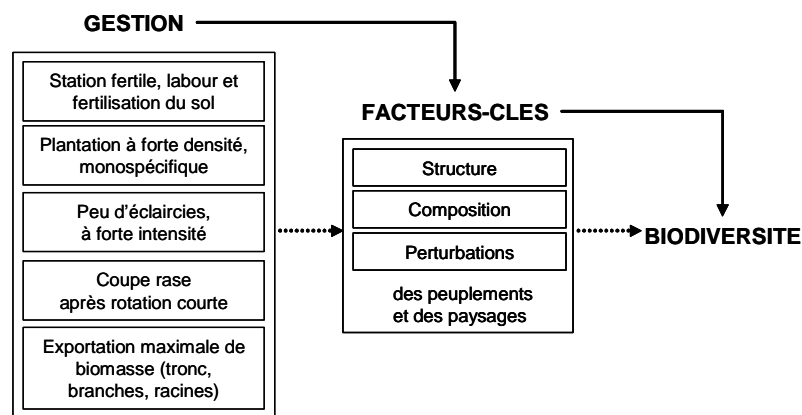 GESTION
Station fertile, labour et
fertilisation du sol
Plantation à forte densité,
monospécifique
Peu d'éclaircies,
à forte intensité
Coupe rase
après rotation courte
Exportation maximale de
biomasse (tronc,
branches, racines)
FACTEURS-CLES
Structure
Composition
Perturbations
des peuplements
et des paysages
BIODIVERSITE